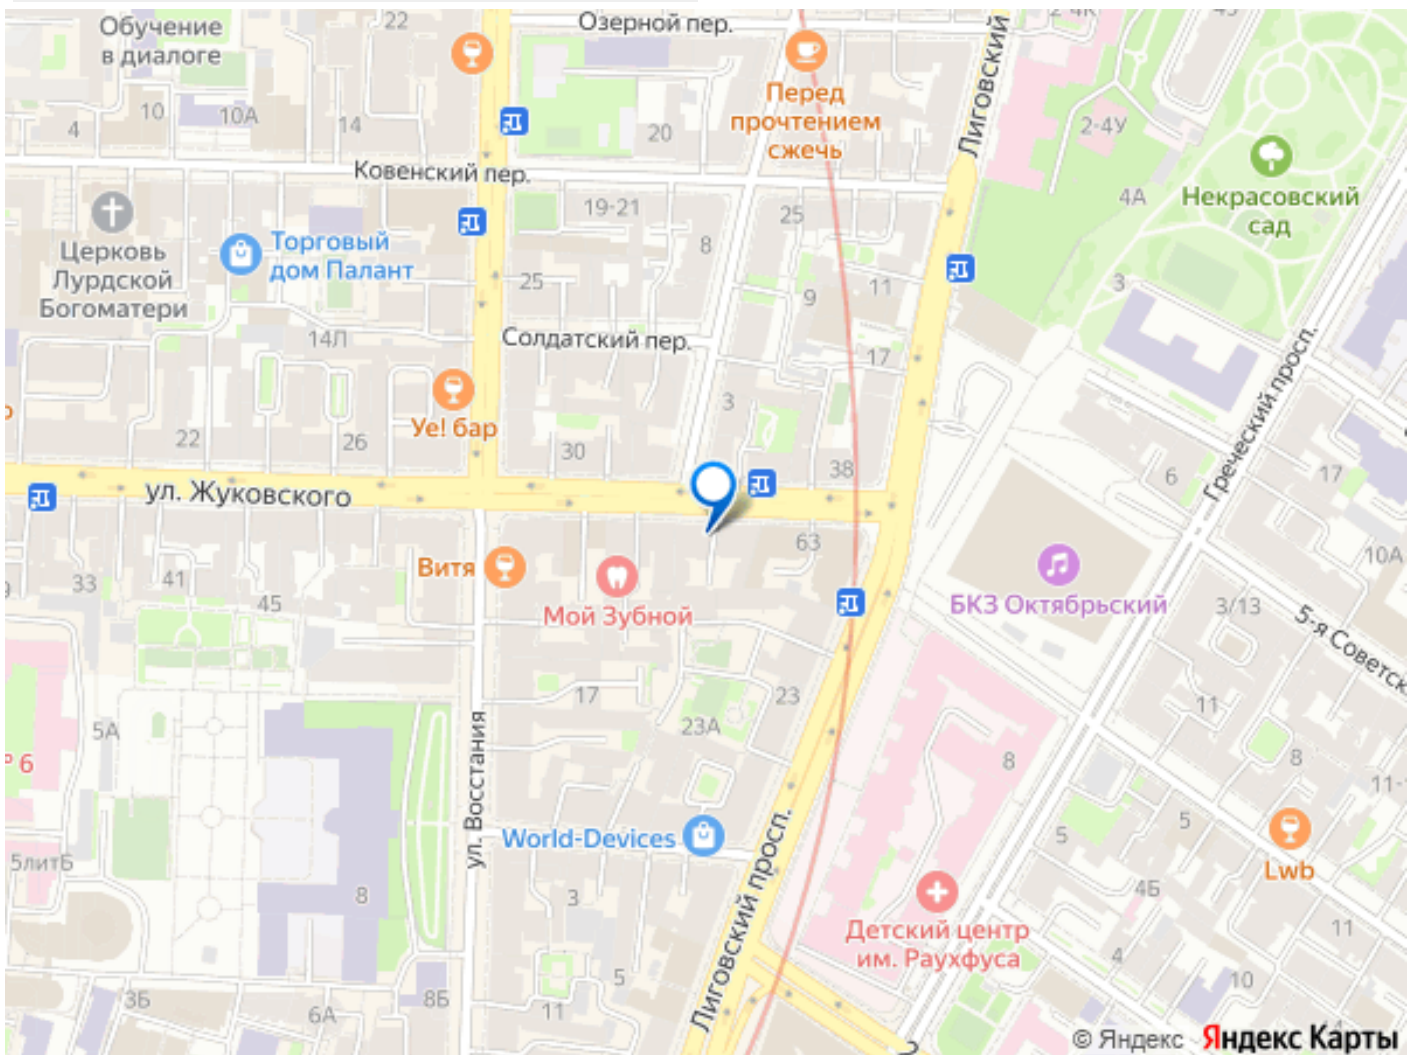 22
Озерной пер.
Обучение
в диалоге
Лиговский
Перед
прочтением
сжечь
10
10А
4
14
20
2-4У
Ковенский пер.
4А
Некрасовский
сад
19-21
25
8
Церковь
Лурдской
Богоматери
Торговый
дом Палант
25
9
11
3
14Л
Солдатский пер.
17
Греческий просп.
Уе! бар
3
22
26
30
38
6
17
ул. Жуковского
63
10А
Витя
33
41
45
Мой Зубной
БКЗ Октябрьский
3/13
5-я Советск
17
23
23А
11
5А
6
8
8
ул. Восстания
World-Devices
Лиговский просп.
5
5
11-1
Lwb
5литБ
8
3
4Б
Детский центр
им. Раухфуса
11
4
10
3Б
8Б
6А
5
11
4
© Яндекс Яндекс Карты